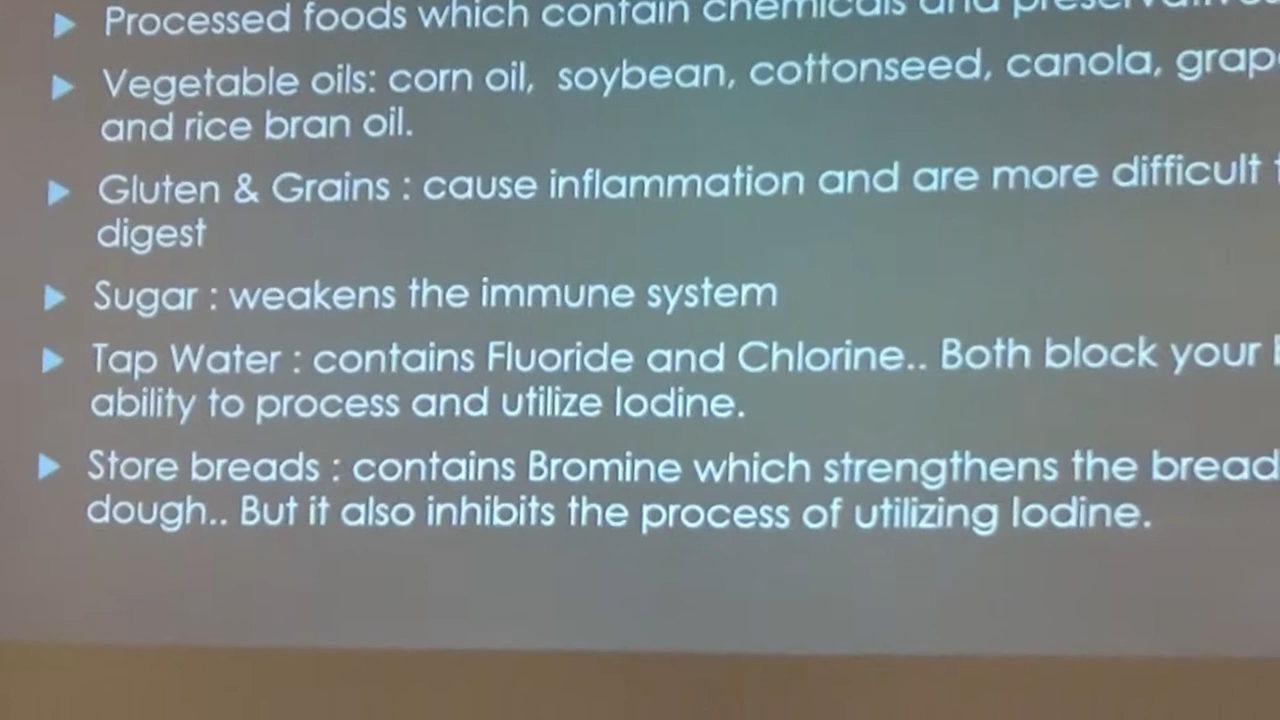 Processed foods which contain chemicals and
Vegetable oils: corn oil, soybean, cottonseed, canola,
and rice bran oil.
Gluten & Grains : cause inflammation and are more difficult
digest
Sugar : weakens the immune system
Tap Water : contains Fluoride and Chlorine.. Both block your
ability to process and utilize Iodine.
Store breads : contains Bromine which strengthens the bread
dough.. But it also inhibits the process of utilizing Iodine.